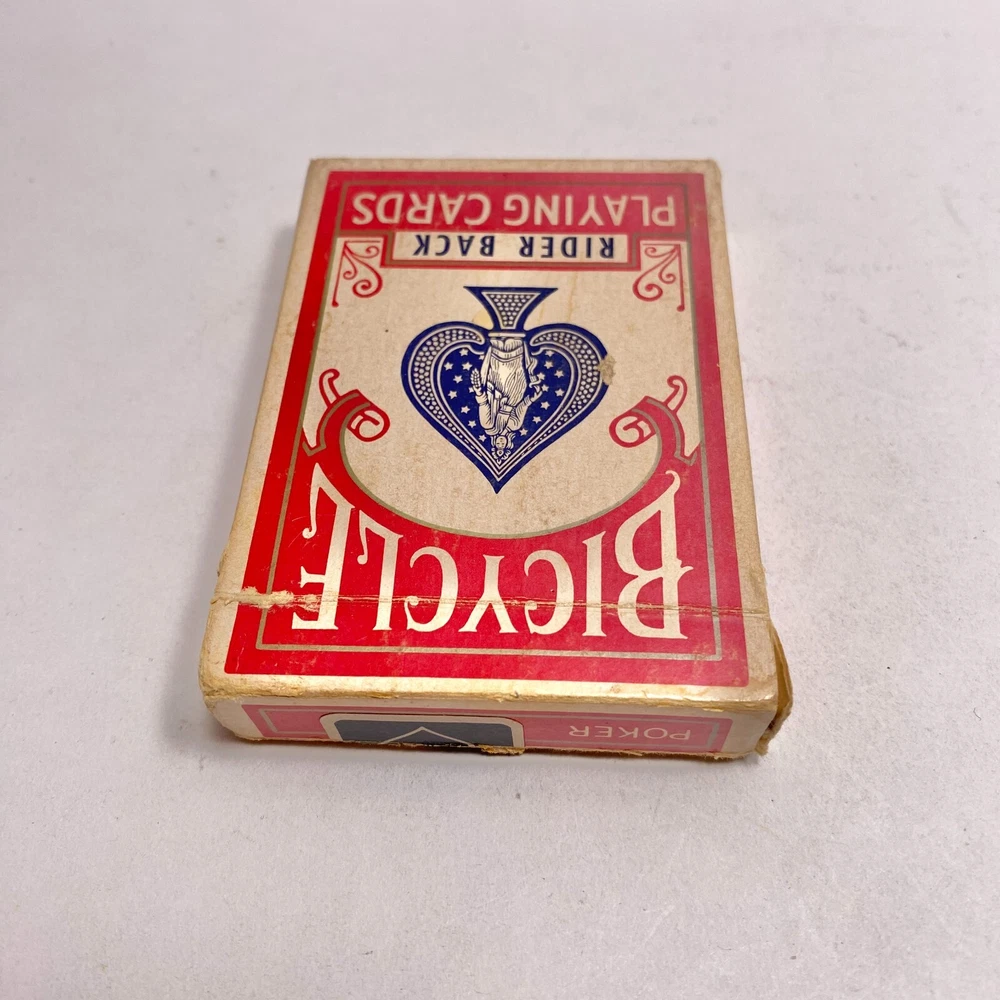 POKER
BICYCLE
RIDER BACK
PLAYING CARDS